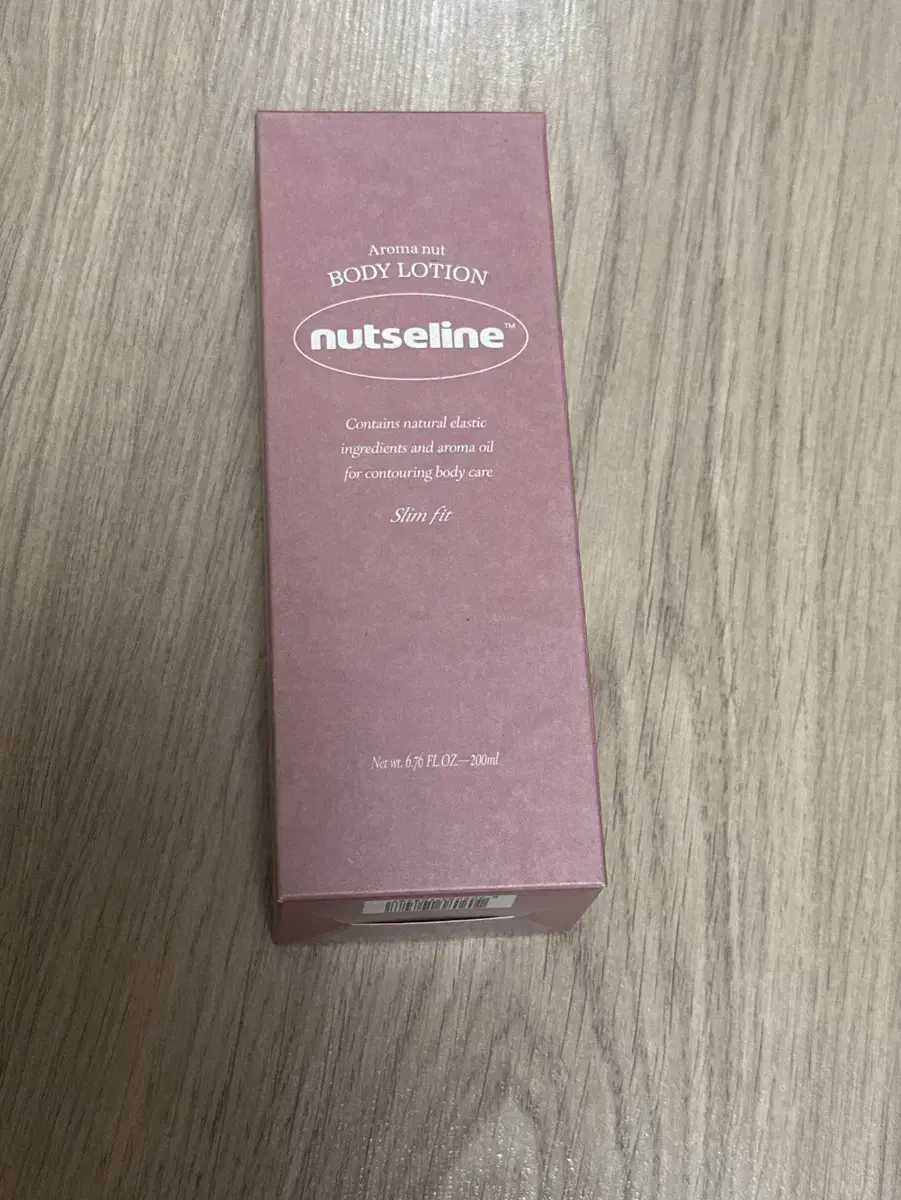 Aroma nut
BODY LOTION
nutseline™
Contains natural elastic
ingredients and aroma oil
for contouring body care
Slim fit
Net wt. 6.76 FL.OZ.—200ml